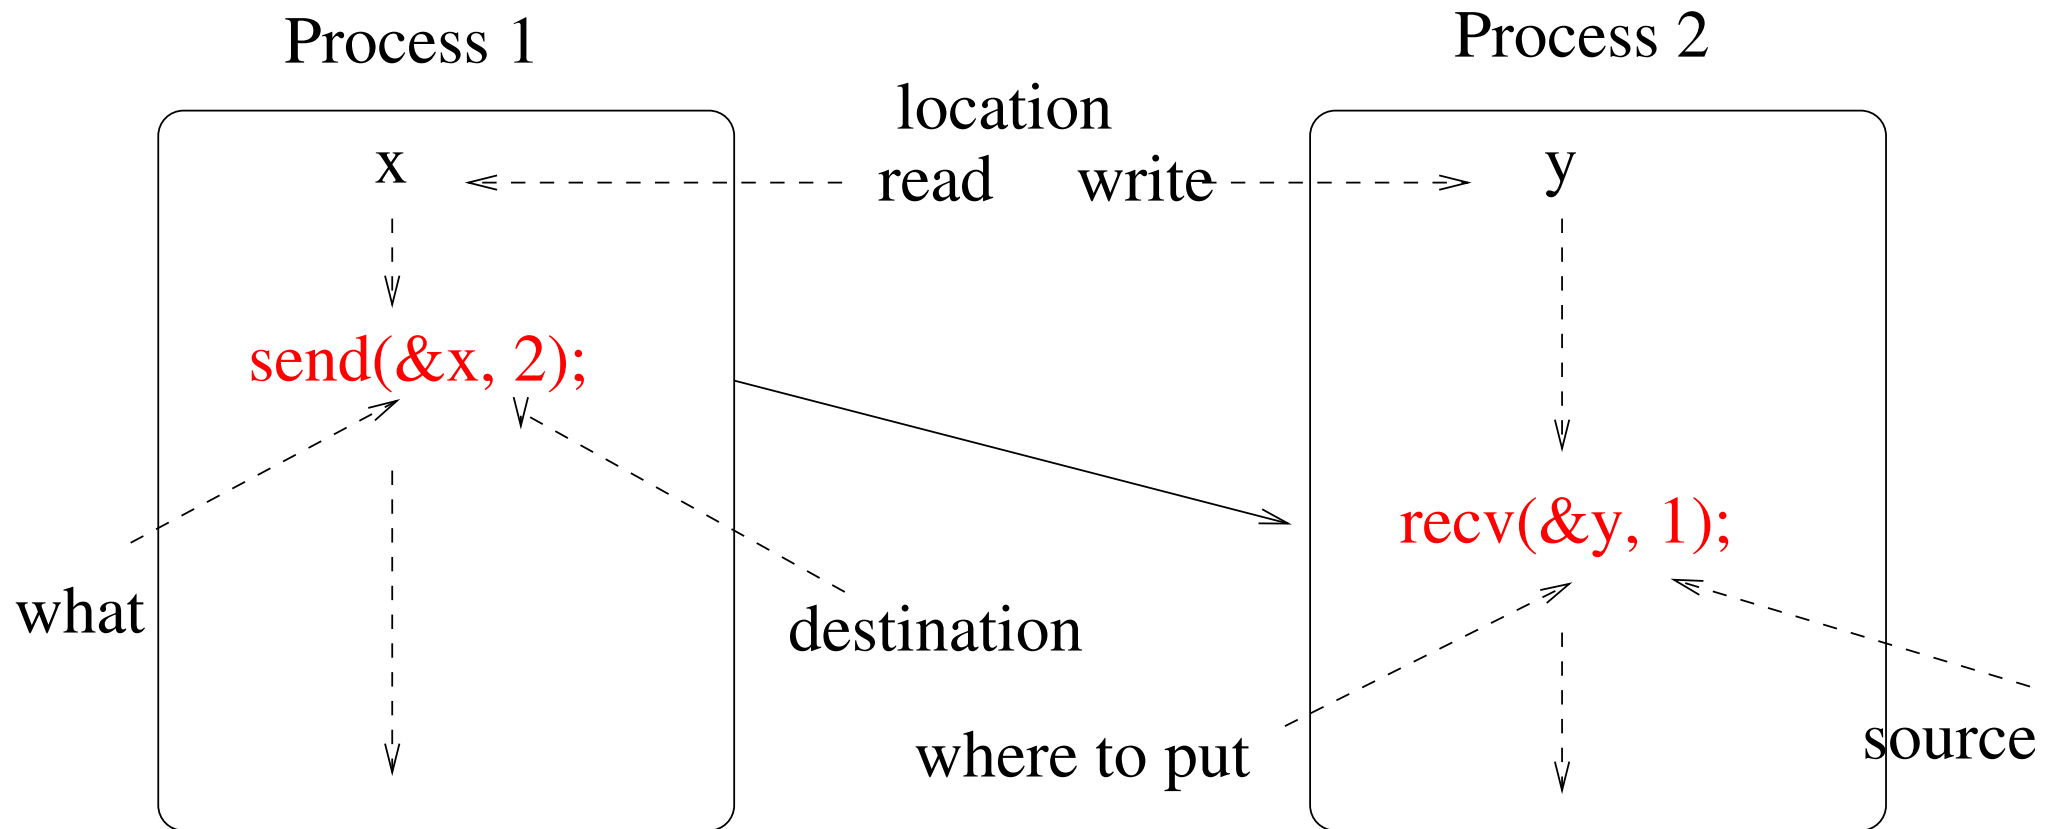 Process 1
Process 2
location
x
read
write
y
send(&x, 2);
recv(&y, 1);
what
destination
where to put
source